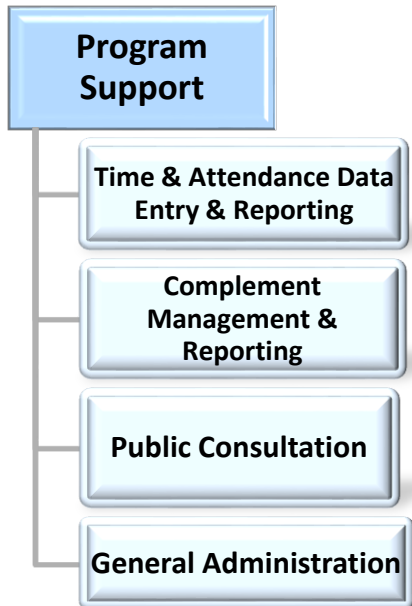 Program
Support
Time & Attendance Data
Entry & Reporting
Complement
Management &
Reporting
Public Consultation
General Administration